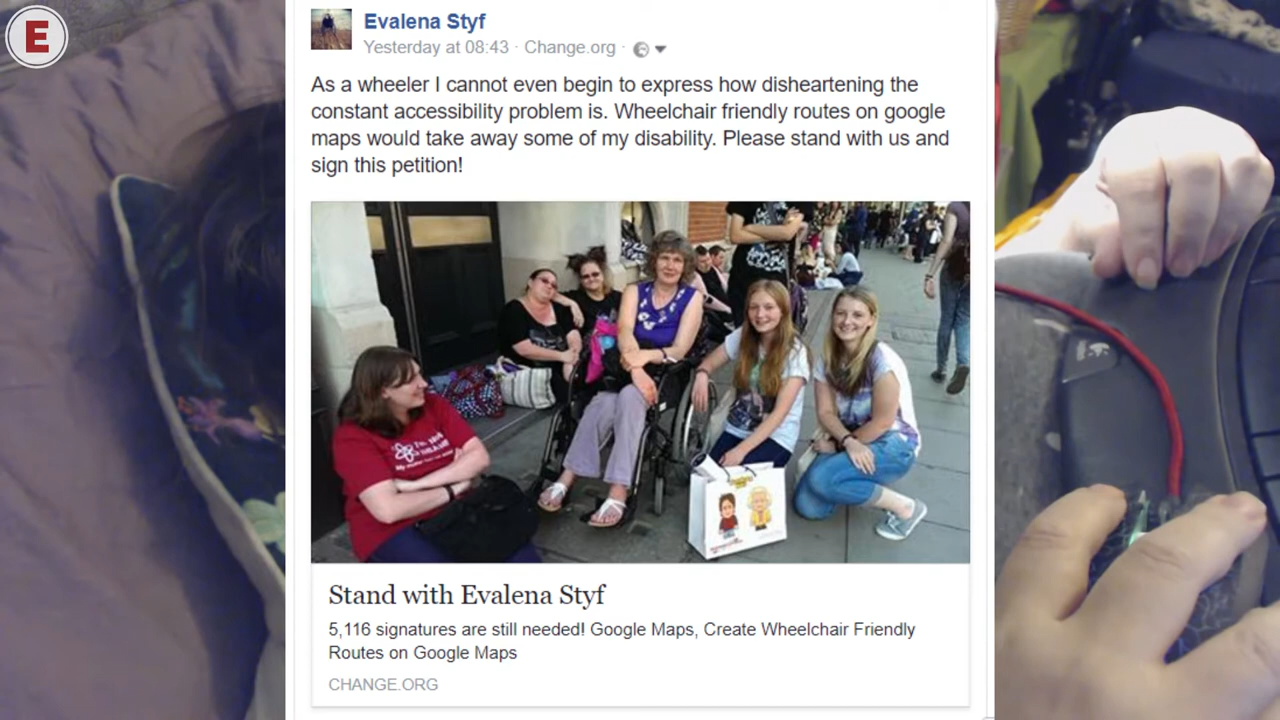 E
Evalena Styf
Yesterday at 08:43 · Change.org ·
As a wheeler I cannot even begin to express how disheartening the
constant accessibility problem is. Wheelchair friendly routes on google
maps would take away some of my disability. Please stand with us and
sign this petition!
Stand with Evalena Styf
5,116 signatures are still needed! Google Maps, Create Wheelchair Friendly
Routes on Google Maps
CHANGE.ORG